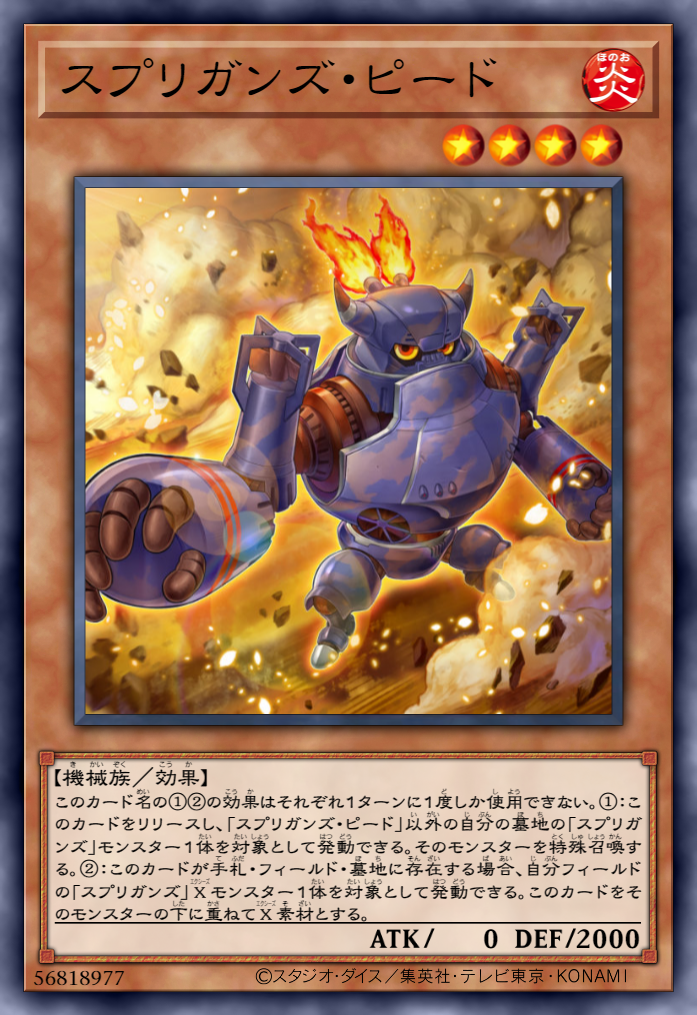 スプリガンズ・ピード
ほのお
炎
【機械族／効果】
このカード名の①②の効果はそれぞれ1ターンに1度しか使用できない。①：こ
のカードをリリースし、「スプリガンズ・ピード」以外の自分の墓地の「スプリガ
ンズ」モンスター1体を対象として発動できる。そのモンスターを特殊召喚す
る。②：このカードが手札・フィールド・墓地に存在する場合、自分フィールド
の「スプリガンズ」Xモンスター1体を対象として発動できる。このカードをそ
のモンスターの下に重ねてX素材とする。
ATK/ 0 DEF/2000
56818977 ©スタジオ・ダイス／集英社・テレビ東京・KONAMI